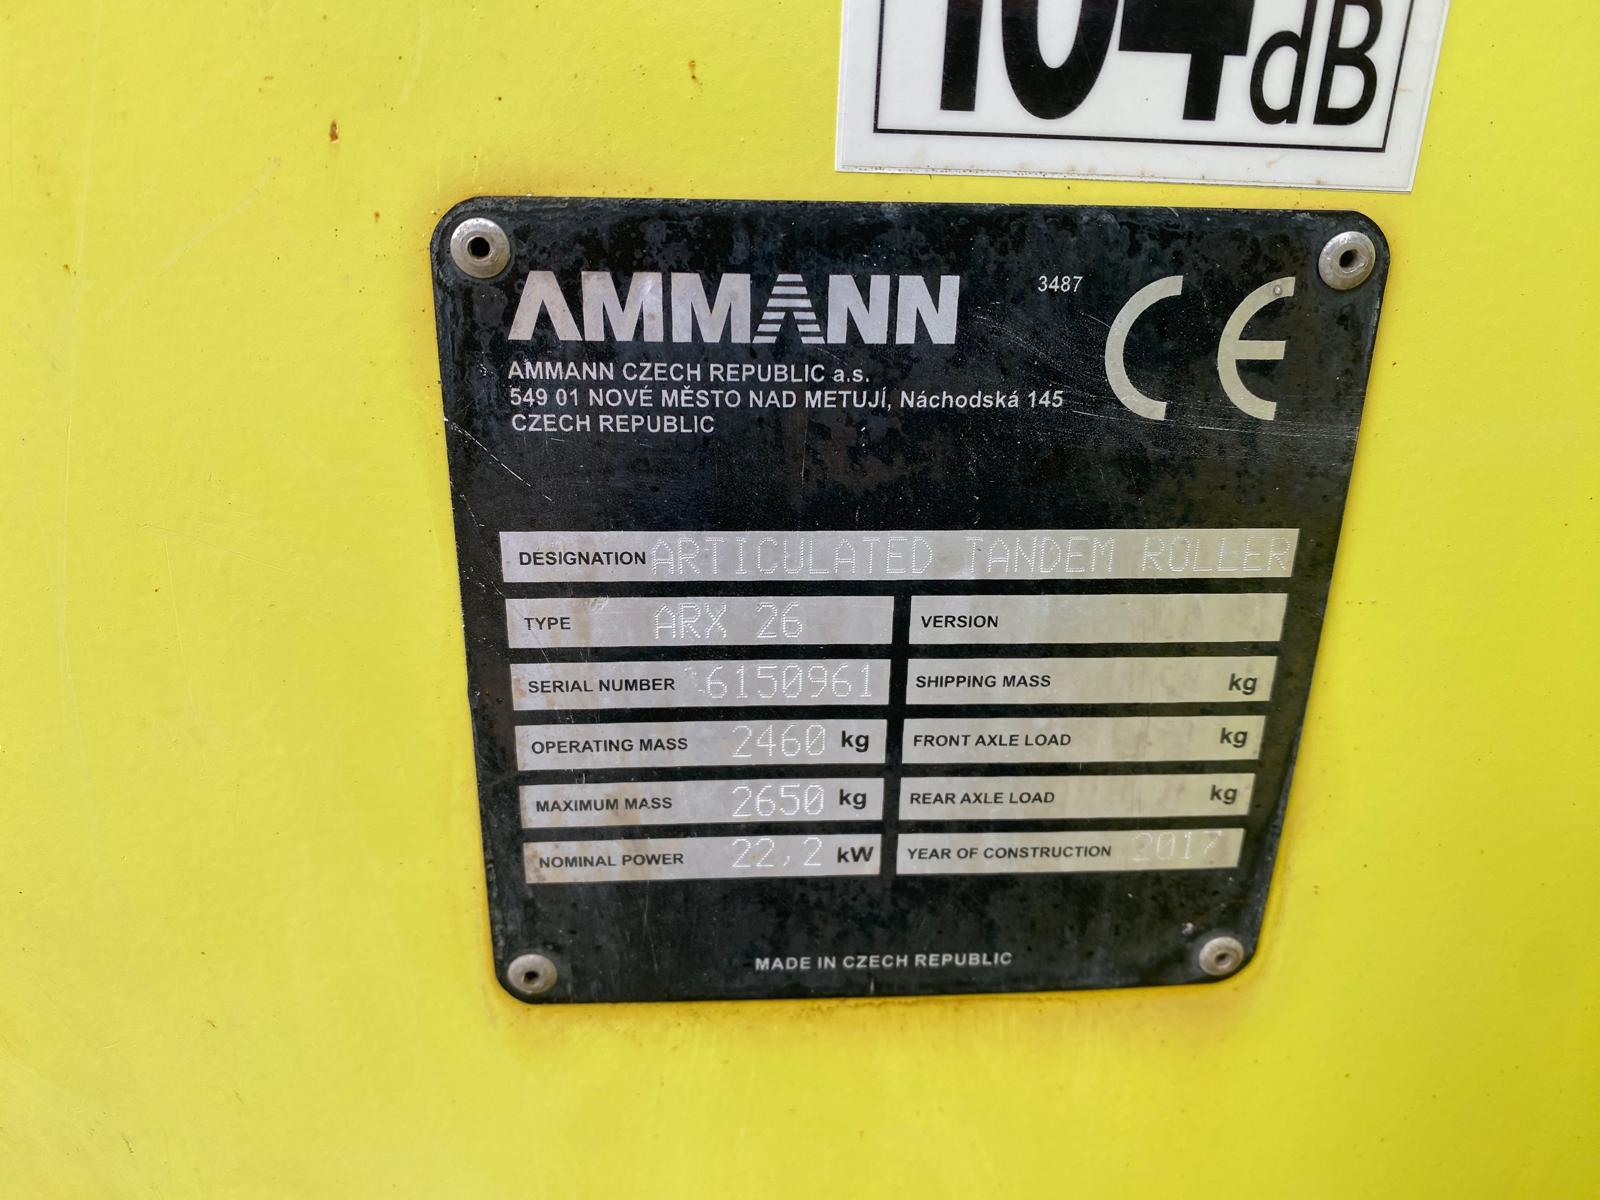 104dB
AMMANN
3487
CE
AMMANN CZECH REPUBLIC a.s.
549 01 NOVÉ MĚSTO NAD METUJÍ, Náchodská 145
CZECH REPUBLIC
DESIGNATION ARTICULATED TANDEM ROLLER
TYPE ARX 26
VERSION
SERIAL NUMBER 6150961
SHIPPING MASS kg
OPERATING MASS 2460 kg
FRONT AXLE LOAD kg
MAXIMUM MASS 2650 kg
REAR AXLE LOAD kg
NOMINAL POWER 22,2 kW
YEAR OF CONSTRUCTION 2017
MADE IN CZECH REPUBLIC